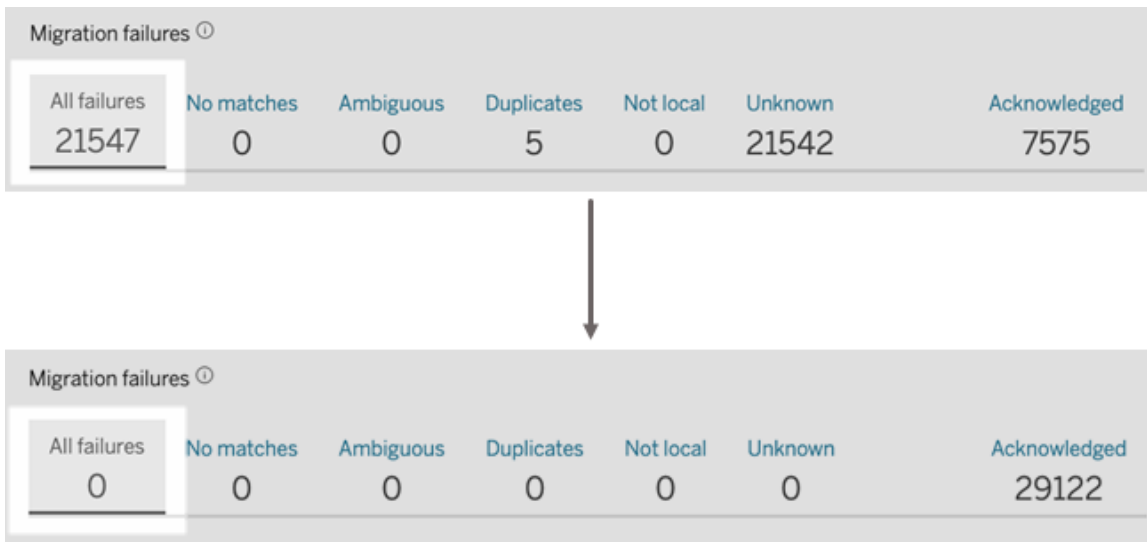 Migration failures ⓘ
All failures No matches Ambiguous Duplicates Not local Unknown Acknowledged
21547 0 0 5 0 21542 7575
Migration failures ⓘ
All failures No matches Ambiguous Duplicates Not local Unknown Acknowledged
0 0 0 0 0 0 29122